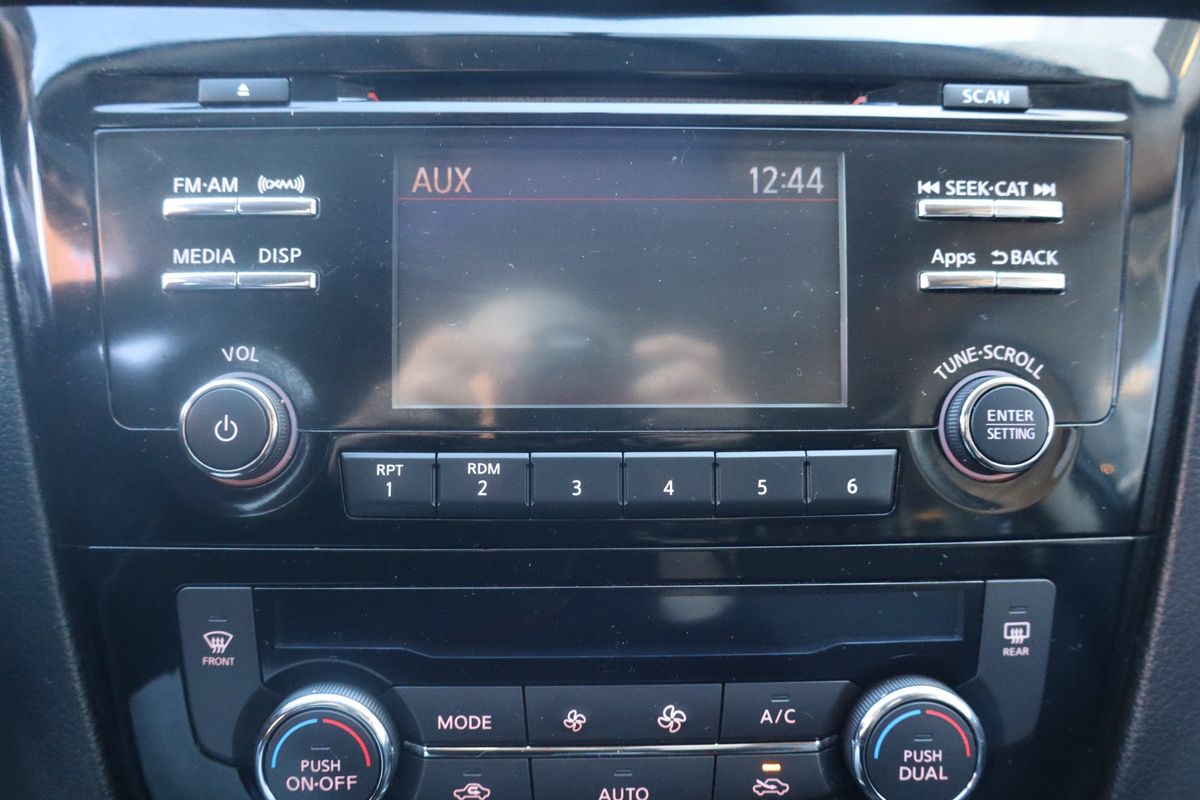 SCAN
FM·AM XM
AUX 12:44
SEEK·CAT
MEDIA DISP
Apps BACK
VOL
TUNE·SCROLL
ENTER
SETTING
RPT
1
RDM
2
3
4
5
6
FRONT
REAR
MODE
A/C
PUSH
ON·OFF
AUTO
PUSH
DUAL